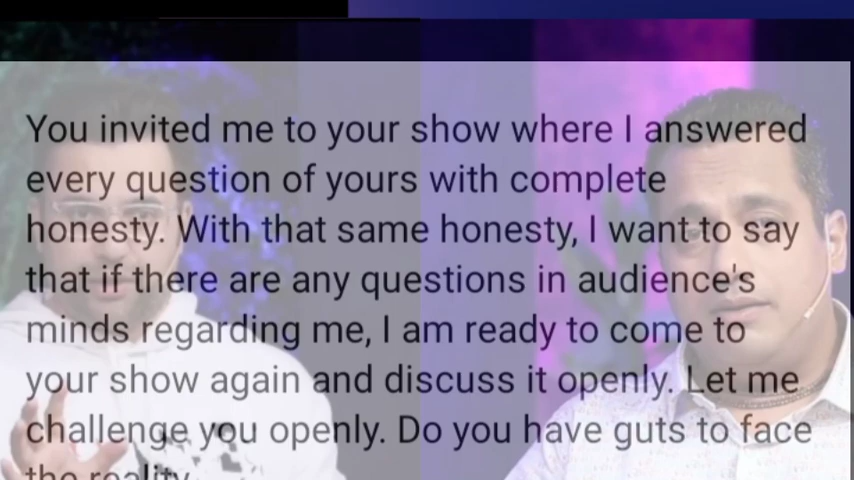 You invited me to your show where I answered
every question of yours with complete
honesty. With that same honesty, I want to say
that if there are any questions in audience's
minds regarding me, I am ready to come to
your show again and discuss it openly. Let me
challenge you openly. Do you have guts to face
the reality